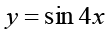 y = sin 4x